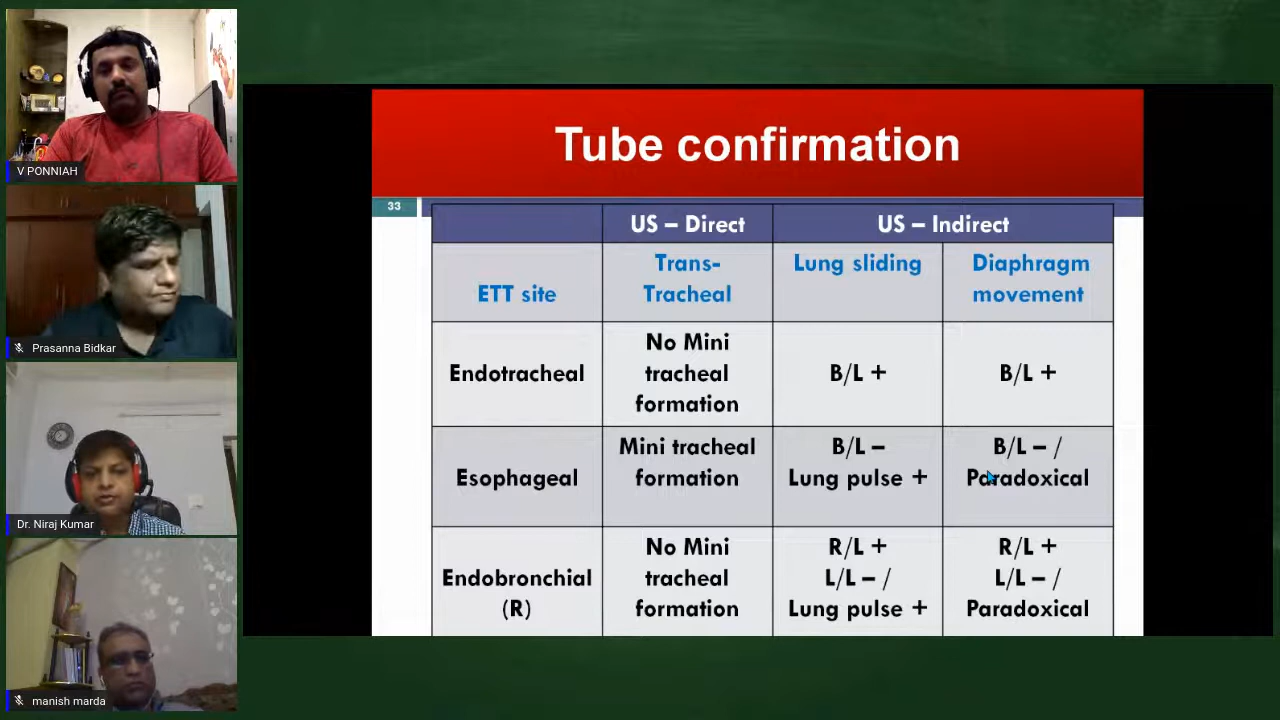 V PONNIAH
Prasanna Bidkar
Dr. Niraj Kumar
manish marda
Tube confirmation
33
US – Direct
US – Indirect
ETT site
Trans-
Tracheal
Lung sliding
Diaphragm
movement
Endotracheal
No Mini
tracheal
formation
B/L +
B/L +
Esophageal
Mini tracheal
formation
B/L –
Lung pulse +
B/L – /
Paradoxical
Endobronchial
(R)
No Mini
tracheal
formation
R/L +
L/L – /
Lung pulse +
R/L +
L/L – /
Paradoxical